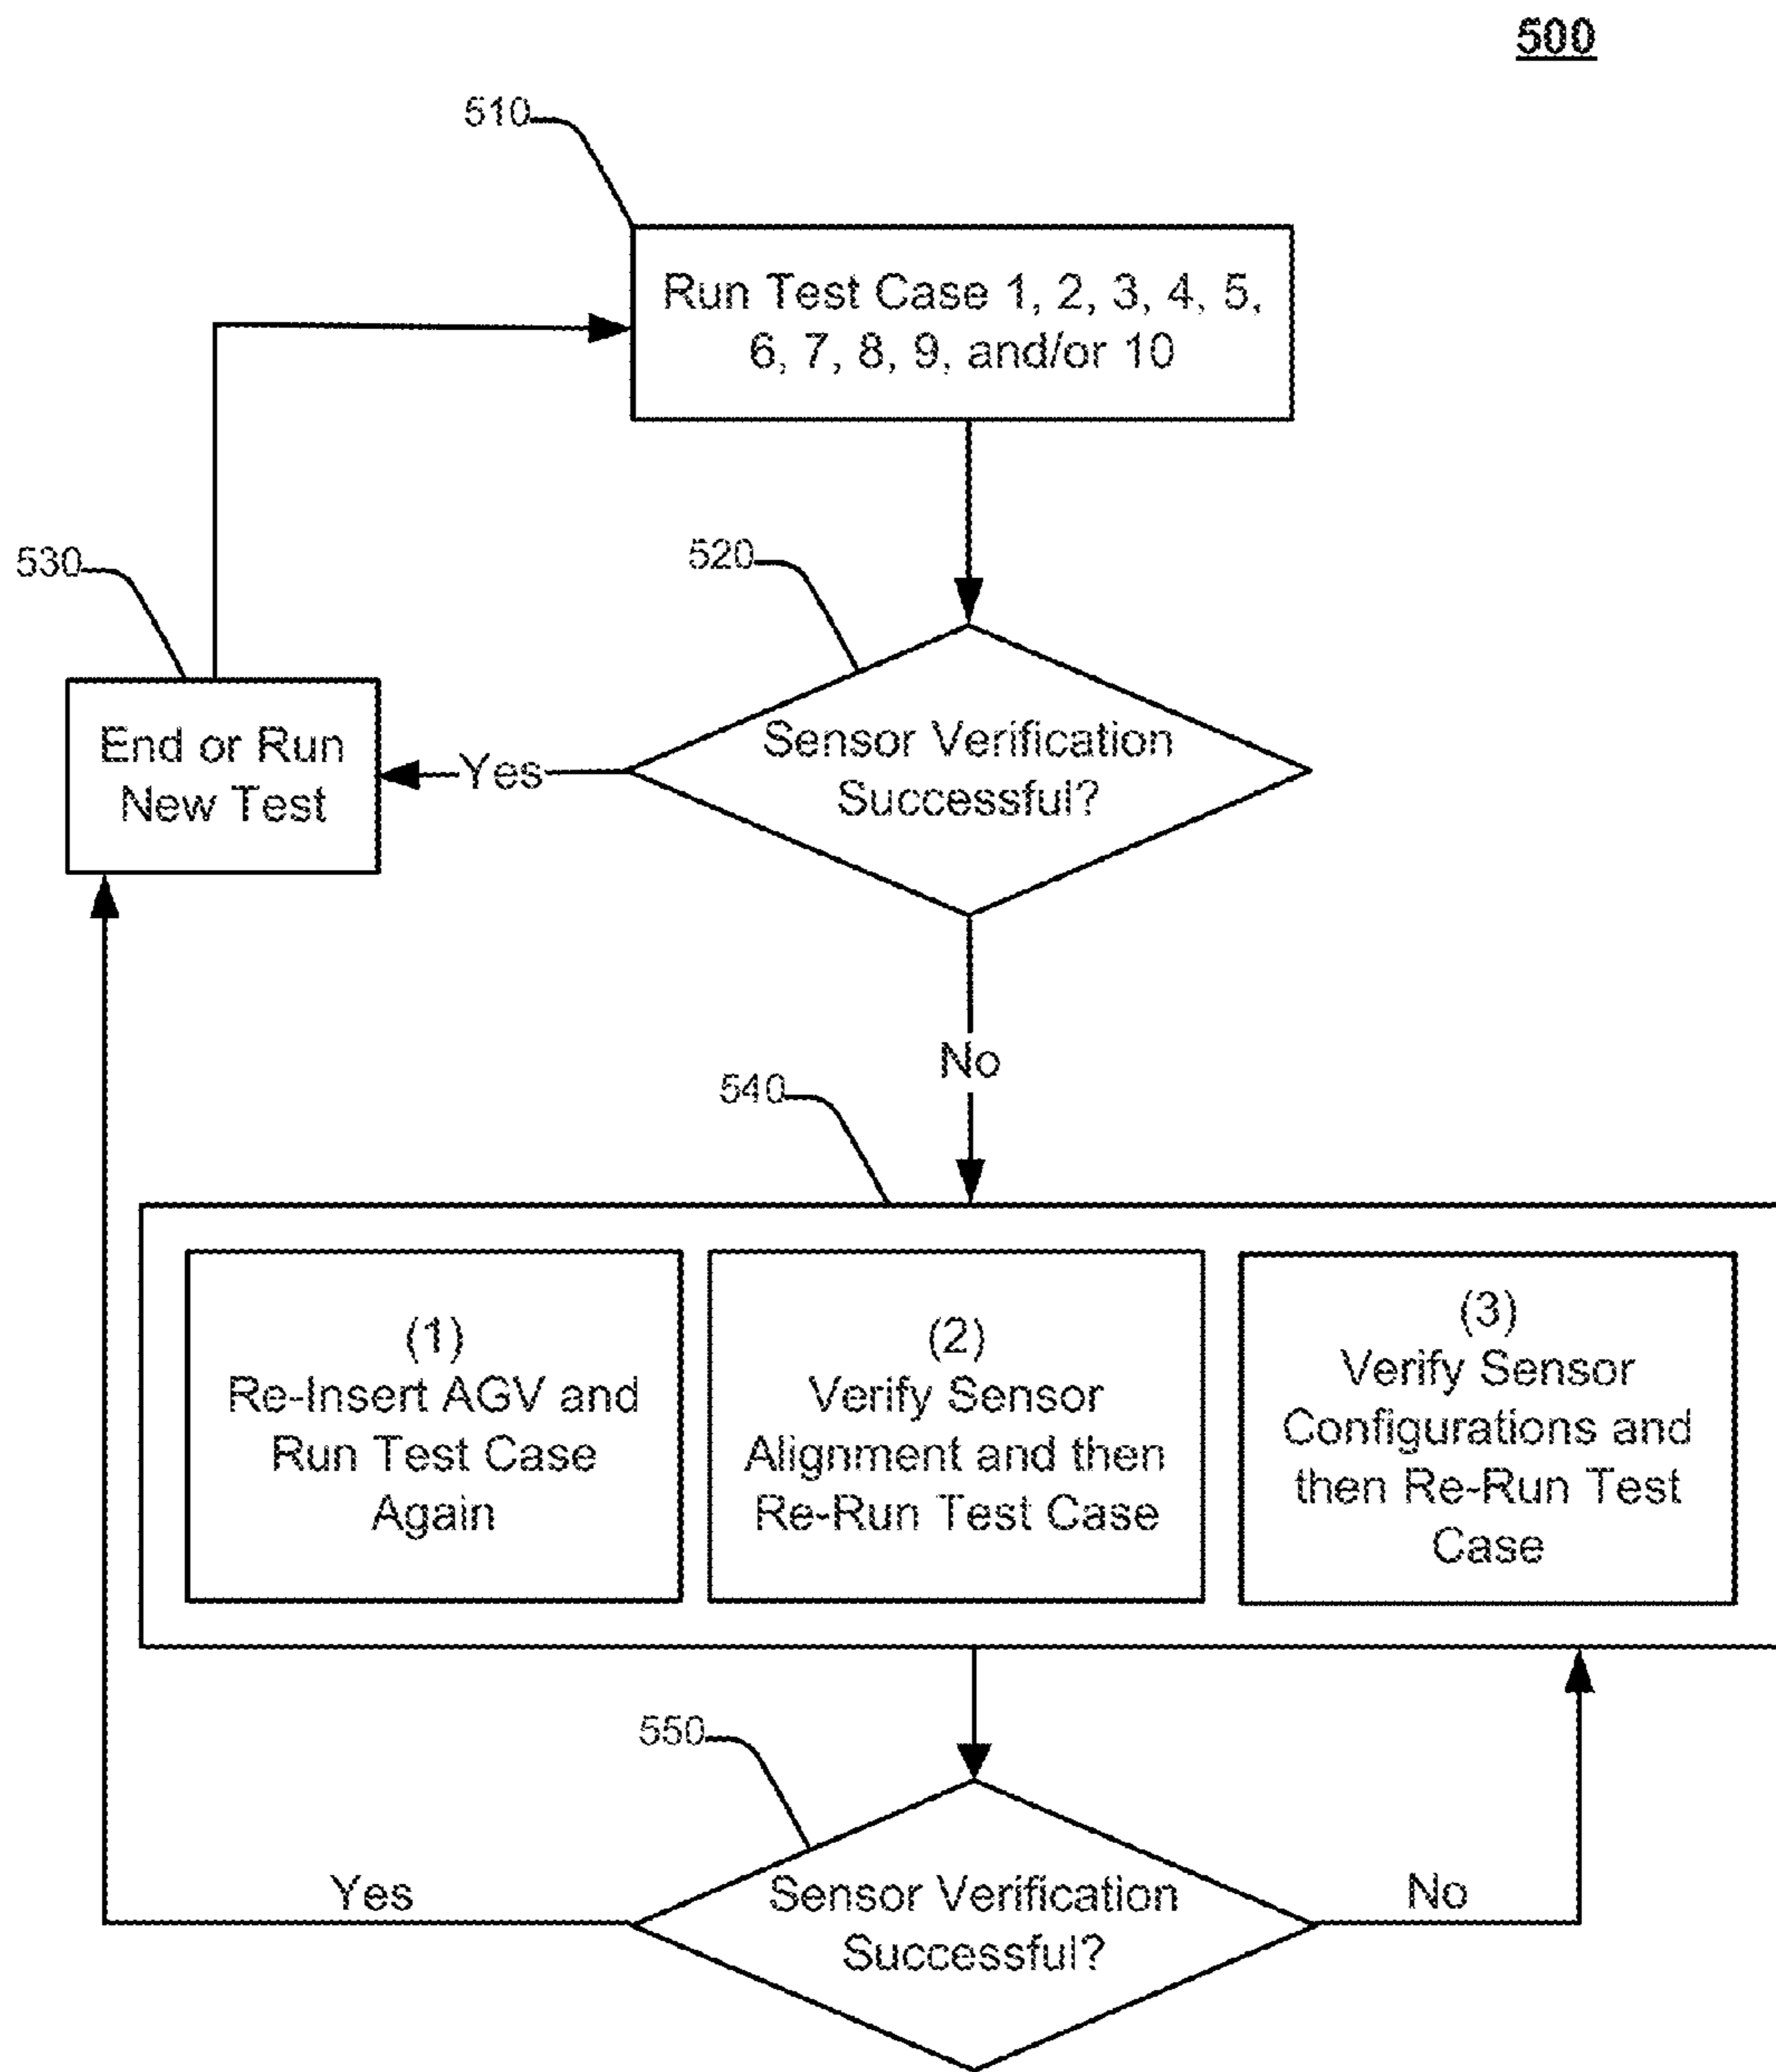 500
510
Run Test Case 1, 2, 3, 4, 5,
6, 7, 8, 9, and/or 10
530
520
End or Run
New Test
Yes
Sensor Verification
Successful?
No
540
(1)
Re-Insert AGV and
Run Test Case
Again
(2)
Verify Sensor
Alignment and then
Re-Run Test Case
(3)
Verify Sensor
Configurations and
then Re-Run Test
Case
550
Yes
Sensor Verification
Successful?
No